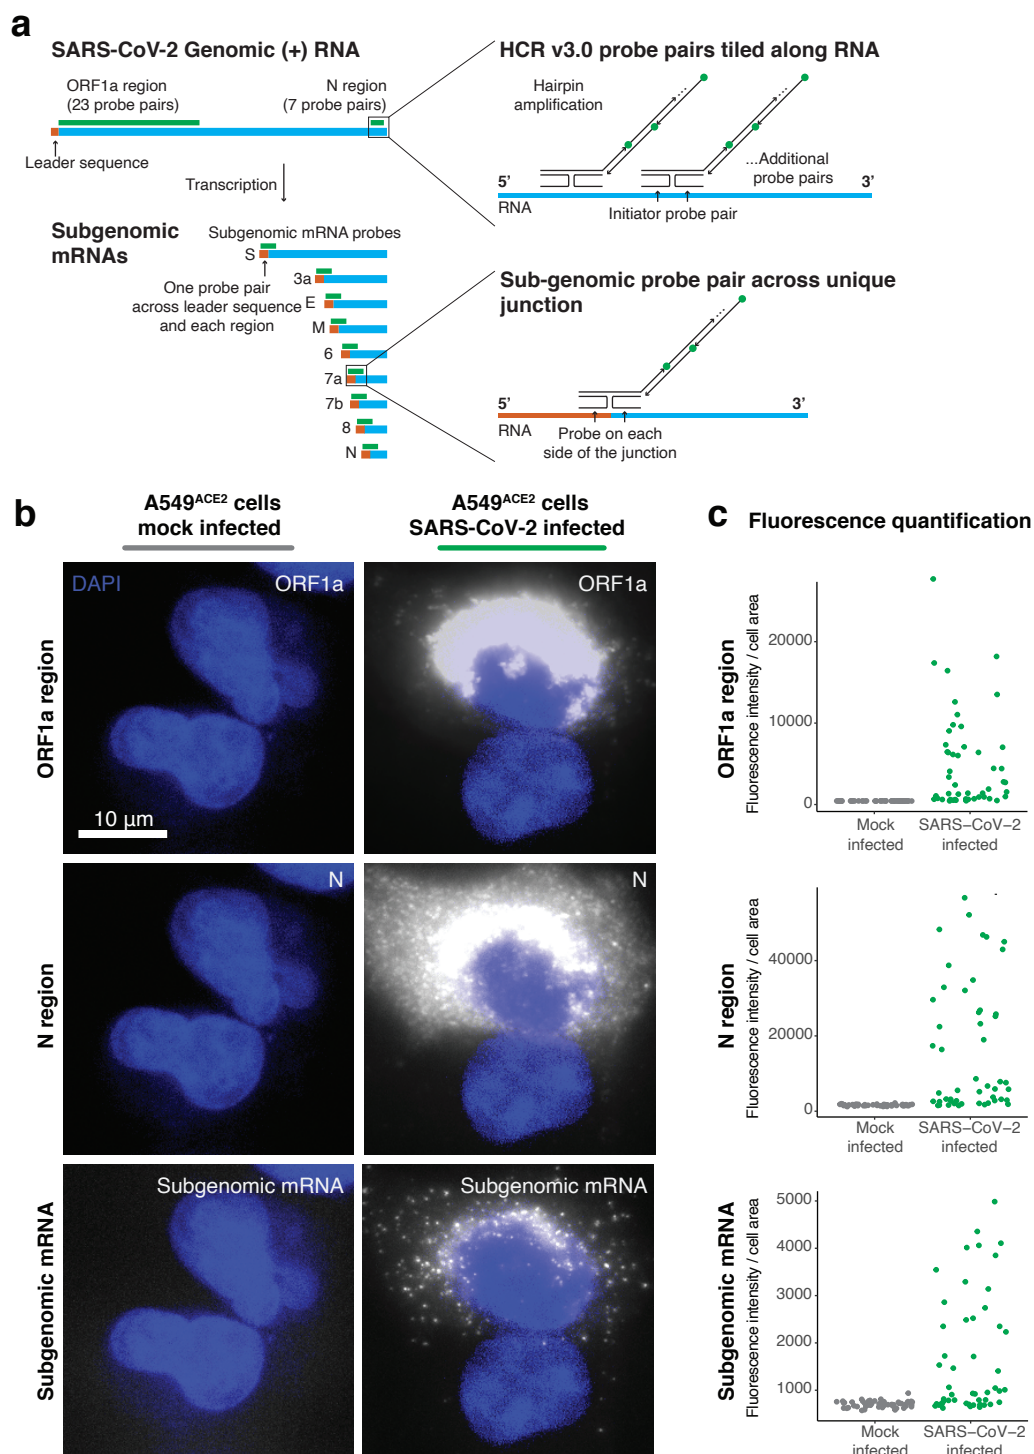 a
SARS-CoV-2 Genomic (+) RNA
ORF1a region
(23 probe pairs)
N region
(7 probe pairs)
Leader sequence
Transcription
HCR v3.0 probe pairs tiled along RNA
Hairpin
amplification
...Additional
probe pairs
5’
3’
RNA
Initiator probe pair
Subgenomic
mRNAs
Subgenomic mRNA probes
S
One probe pair
across leader sequence
and each region
3a
E
M
6
7a
7b
8
N
Sub-genomic probe pair across unique
junction
5’
3’
RNA
Probe on each
side of the junction
b
A549ACE2 cells
mock infected
A549ACE2 cells
SARS-CoV-2 infected
ORF1a region
DAPI
ORF1a
10 µm
ORF1a
N region
N
N
Subgenomic mRNA
Subgenomic mRNA
Subgenomic mRNA
c
Fluorescence quantification
ORF1a region
Fluorescence intensity / cell area
20000
10000
0
Mock
infected
SARS−CoV−2
infected
N region
Fluorescence intensity / cell area
40000
20000
0
Mock
infected
SARS−CoV−2
infected
Subgenomic mRNA
Fluorescence intensity / cell area
5000
4000
3000
2000
1000
Mock
infected
SARS−CoV−2
infected